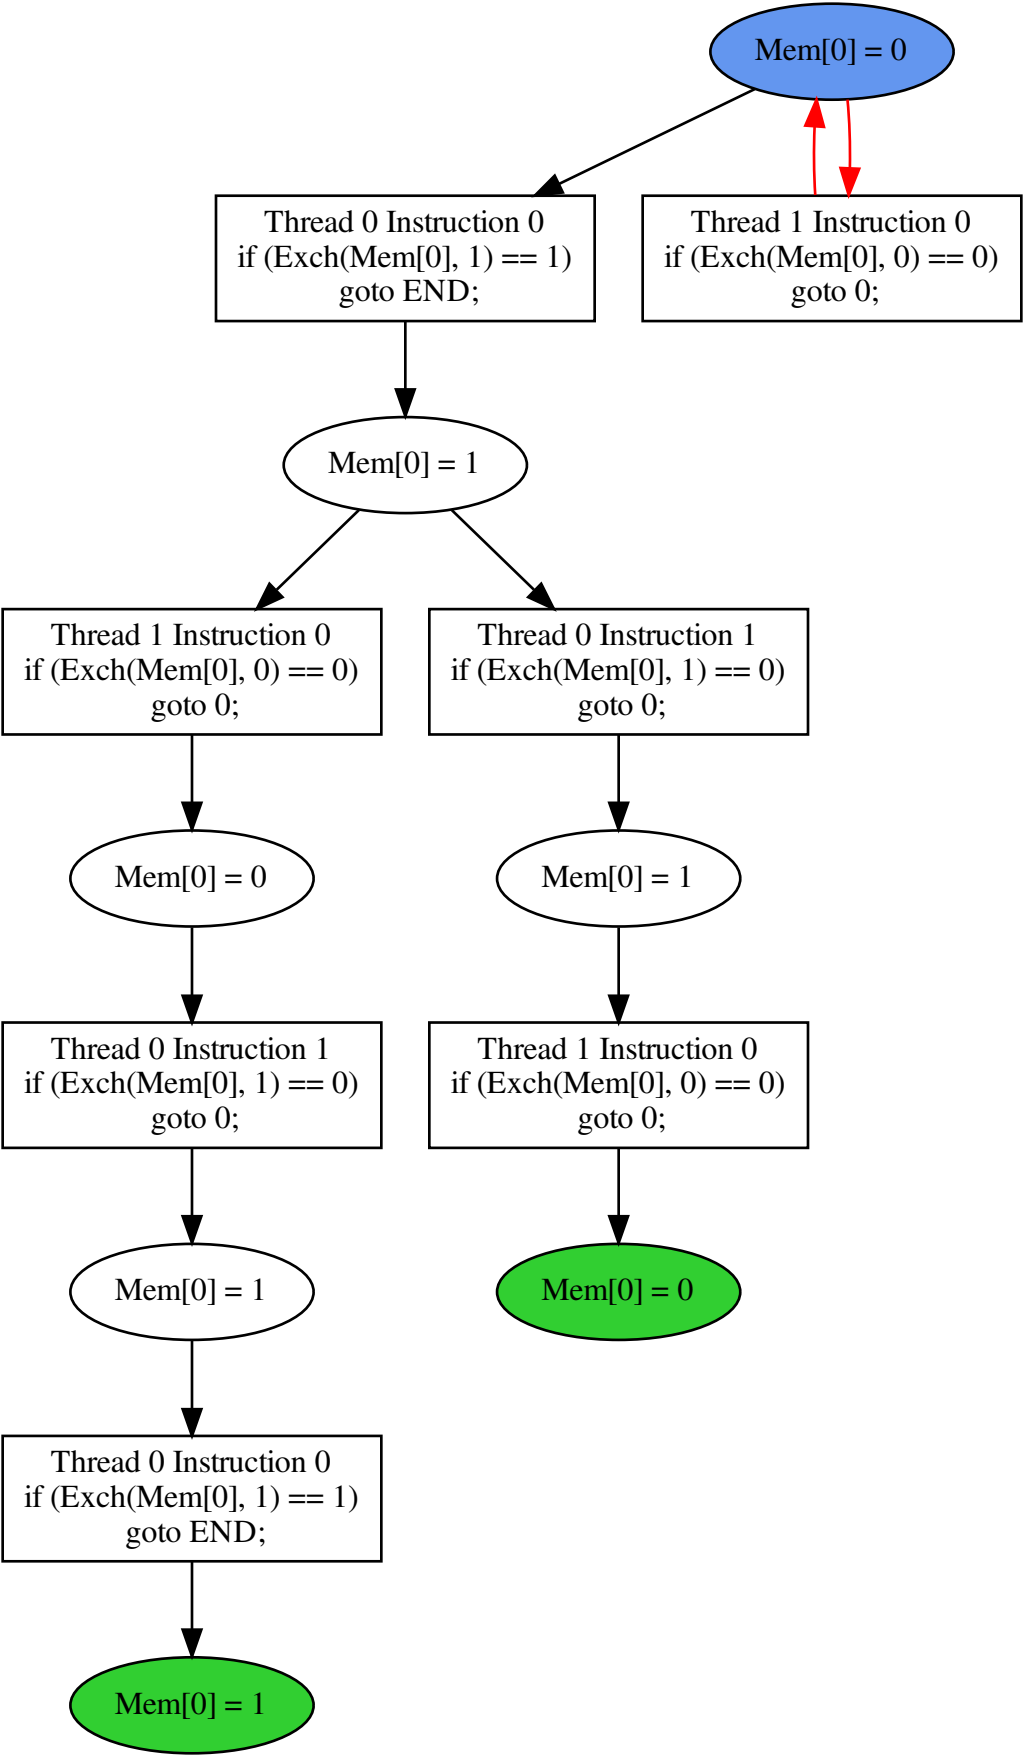 Mem[0] = 0
Thread 0 Instruction 0
if (Exch(Mem[0], 1) == 1)
goto END;
Thread 1 Instruction 0
if (Exch(Mem[0], 0) == 0)
goto 0;
Mem[0] = 1
Thread 1 Instruction 0
if (Exch(Mem[0], 0) == 0)
goto 0;
Thread 0 Instruction 1
if (Exch(Mem[0], 1) == 0)
goto 0;
Mem[0] = 0
Mem[0] = 1
Thread 0 Instruction 1
if (Exch(Mem[0], 1) == 0)
goto 0;
Thread 1 Instruction 0
if (Exch(Mem[0], 0) == 0)
goto 0;
Mem[0] = 1
Mem[0] = 0
Thread 0 Instruction 0
if (Exch(Mem[0], 1) == 1)
goto END;
Mem[0] = 1